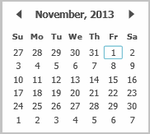 November, 2013
Su Mo Tu We Th Fr Sa
27 28 29 30 31 1 2
3 4 5 6 7 8 9
10 11 12 13 14 15 16
17 18 19 20 21 22 23
24 25 26 27 28 29 30
1 2 3 4 5 6 7